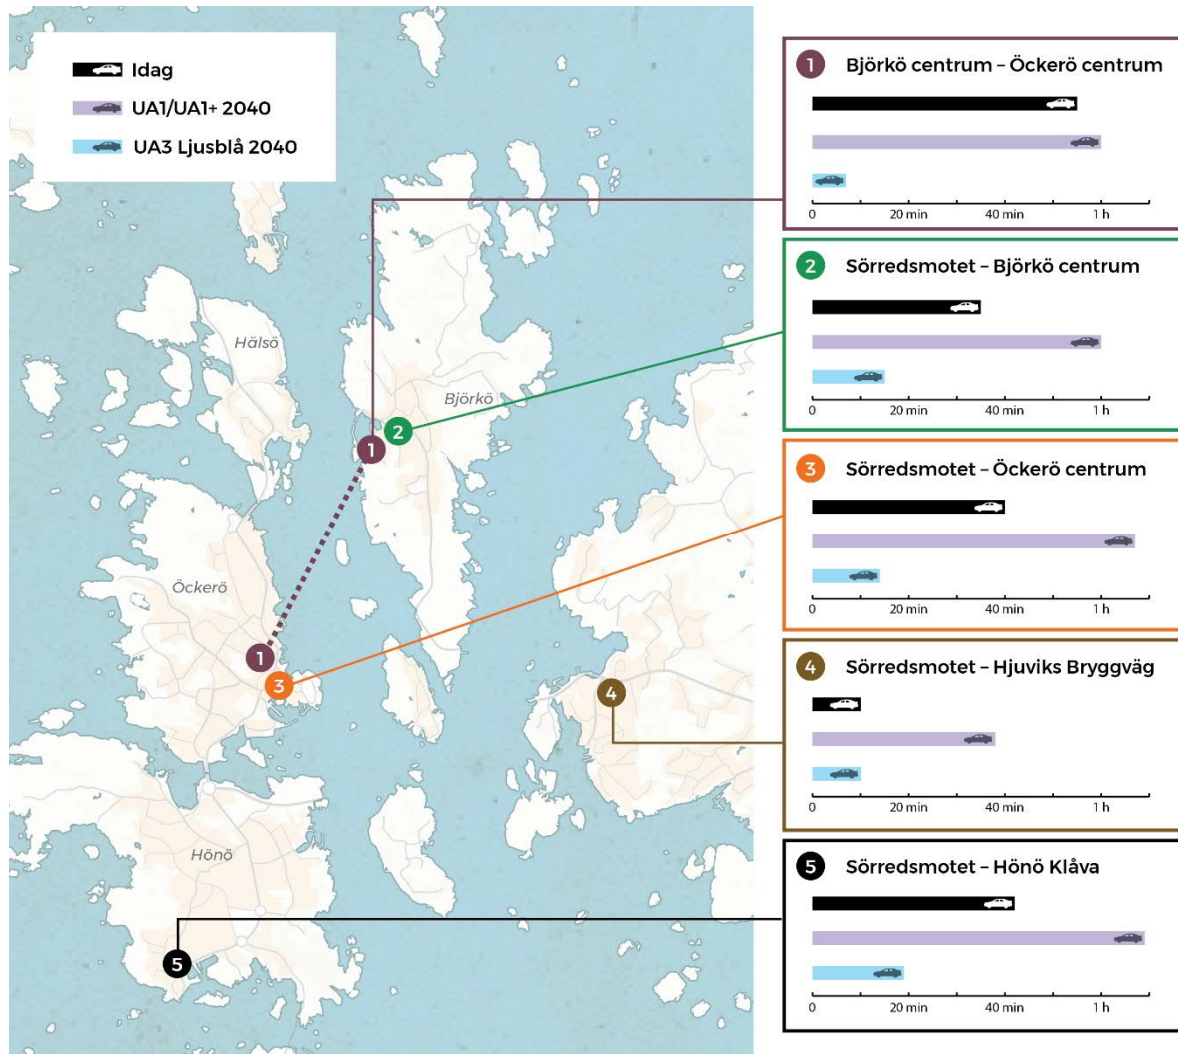 Idag
UA1/UA1+ 2040
UA3 Ljusblå 2040
Hälsö
Björkö
Öckerö
Hönö
2
1
1
3
4
5
1 Björkö centrum – Öckerö centrum
0 20 min 40 min 1 h
2 Sörredsmotet – Björkö centrum
0 20 min 40 min 1 h
3 Sörredsmotet – Öckerö centrum
0 20 min 40 min 1 h
4 Sörredsmotet – Hjuviks Bryggväg
0 20 min 40 min 1 h
5 Sörredsmotet – Hönö Klåva
0 20 min 40 min 1 h